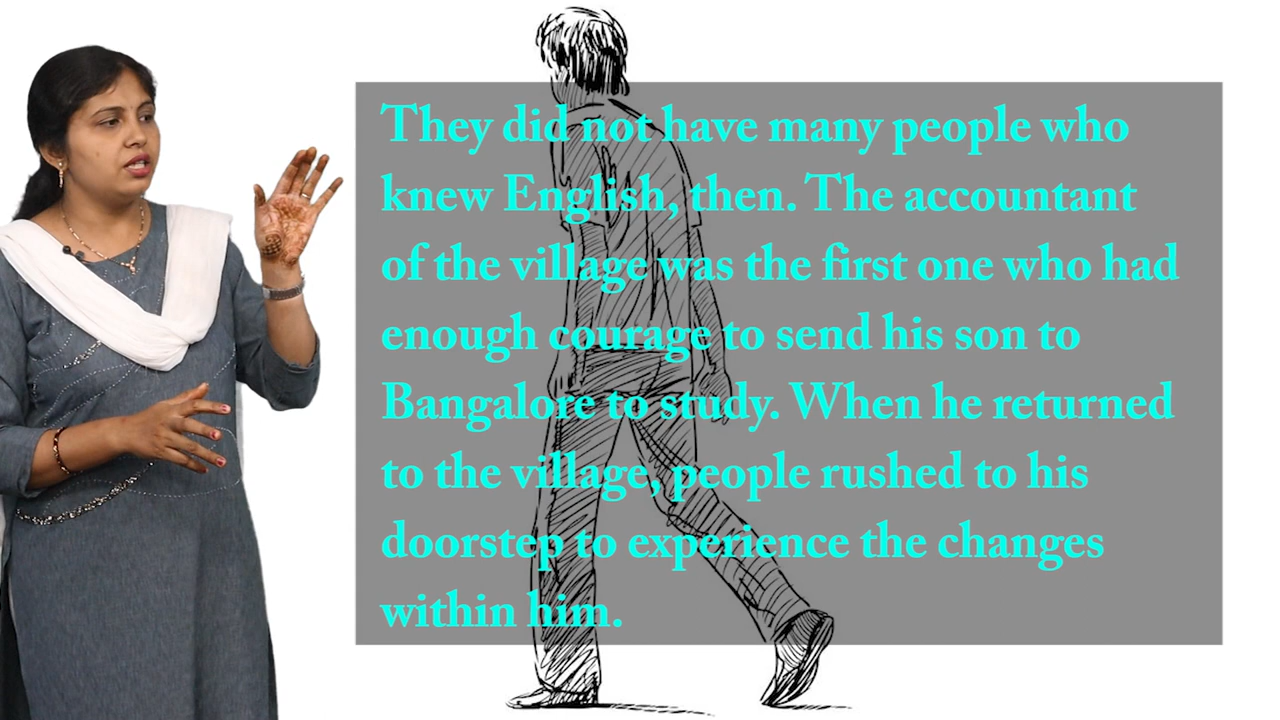 They did not have many people who
knew English, then. The accountant
of the village was the first one who had
enough courage to send his son to
Bangalore to study. When he returned
to the village, people rushed to his
doorstep to experience the changes
within him.